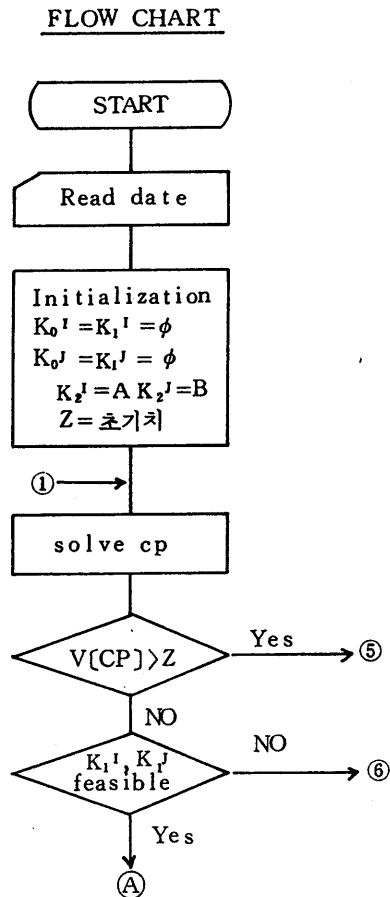 FLOW CHART
START
Read date
Initialization
K₀ᴵ = K₁ᴵ = ϕ
K₀ᴶ = K₁ᴶ = ϕ
K₂ᴵ = A K₂ᴶ = B
Z = 초기치
①
solve cp
V[CP] > Z
Yes
⑤
NO
K₁ᴵ, K₁ᴶ
feasible
NO
⑥
Yes
Ⓐ